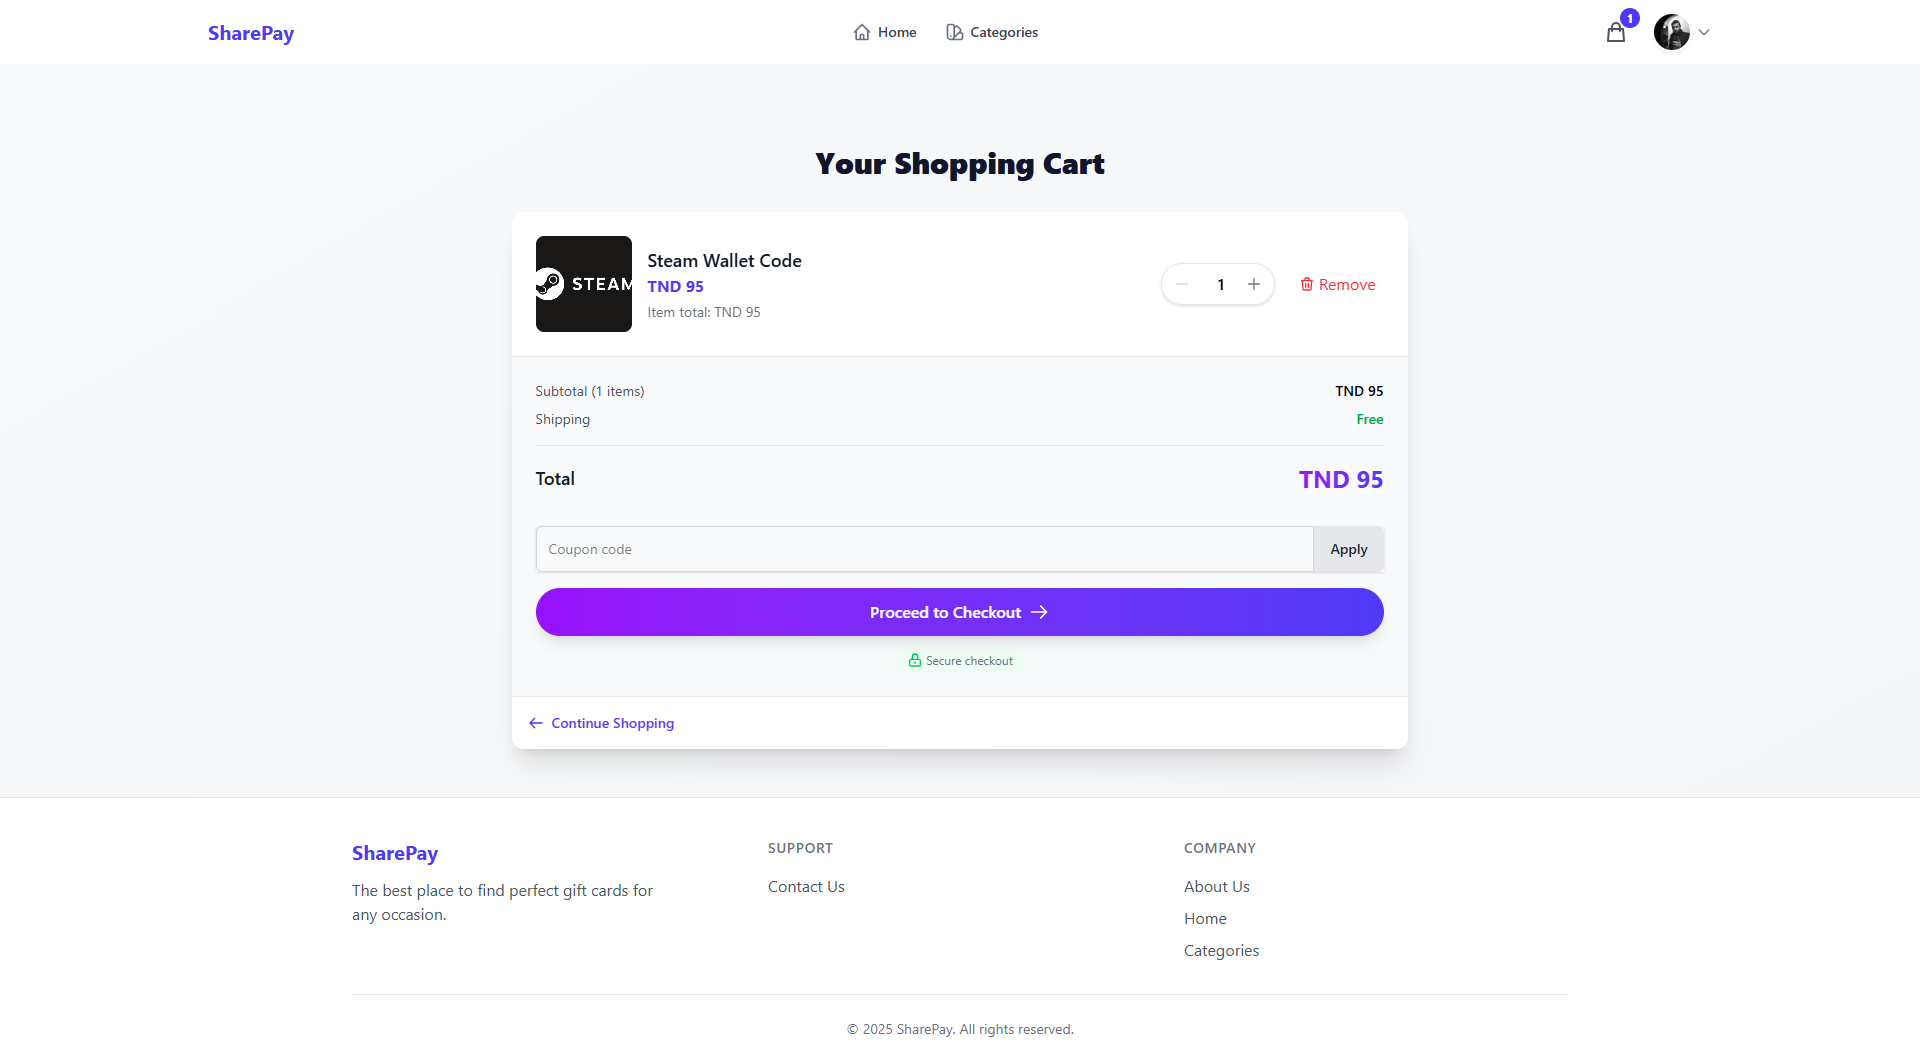 SharePay
Home
Categories
1
Your Shopping Cart
STEAM
Steam Wallet Code
TND 95
Item total: TND 95
1
Remove
Subtotal (1 items)
TND 95
Shipping
Free
Total
TND 95
Coupon code
Apply
Proceed to Checkout
Secure checkout
Continue Shopping
SharePay
The best place to find perfect gift cards for
any occasion.
SUPPORT
Contact Us
COMPANY
About Us
Home
Categories
© 2025 SharePay. All rights reserved.